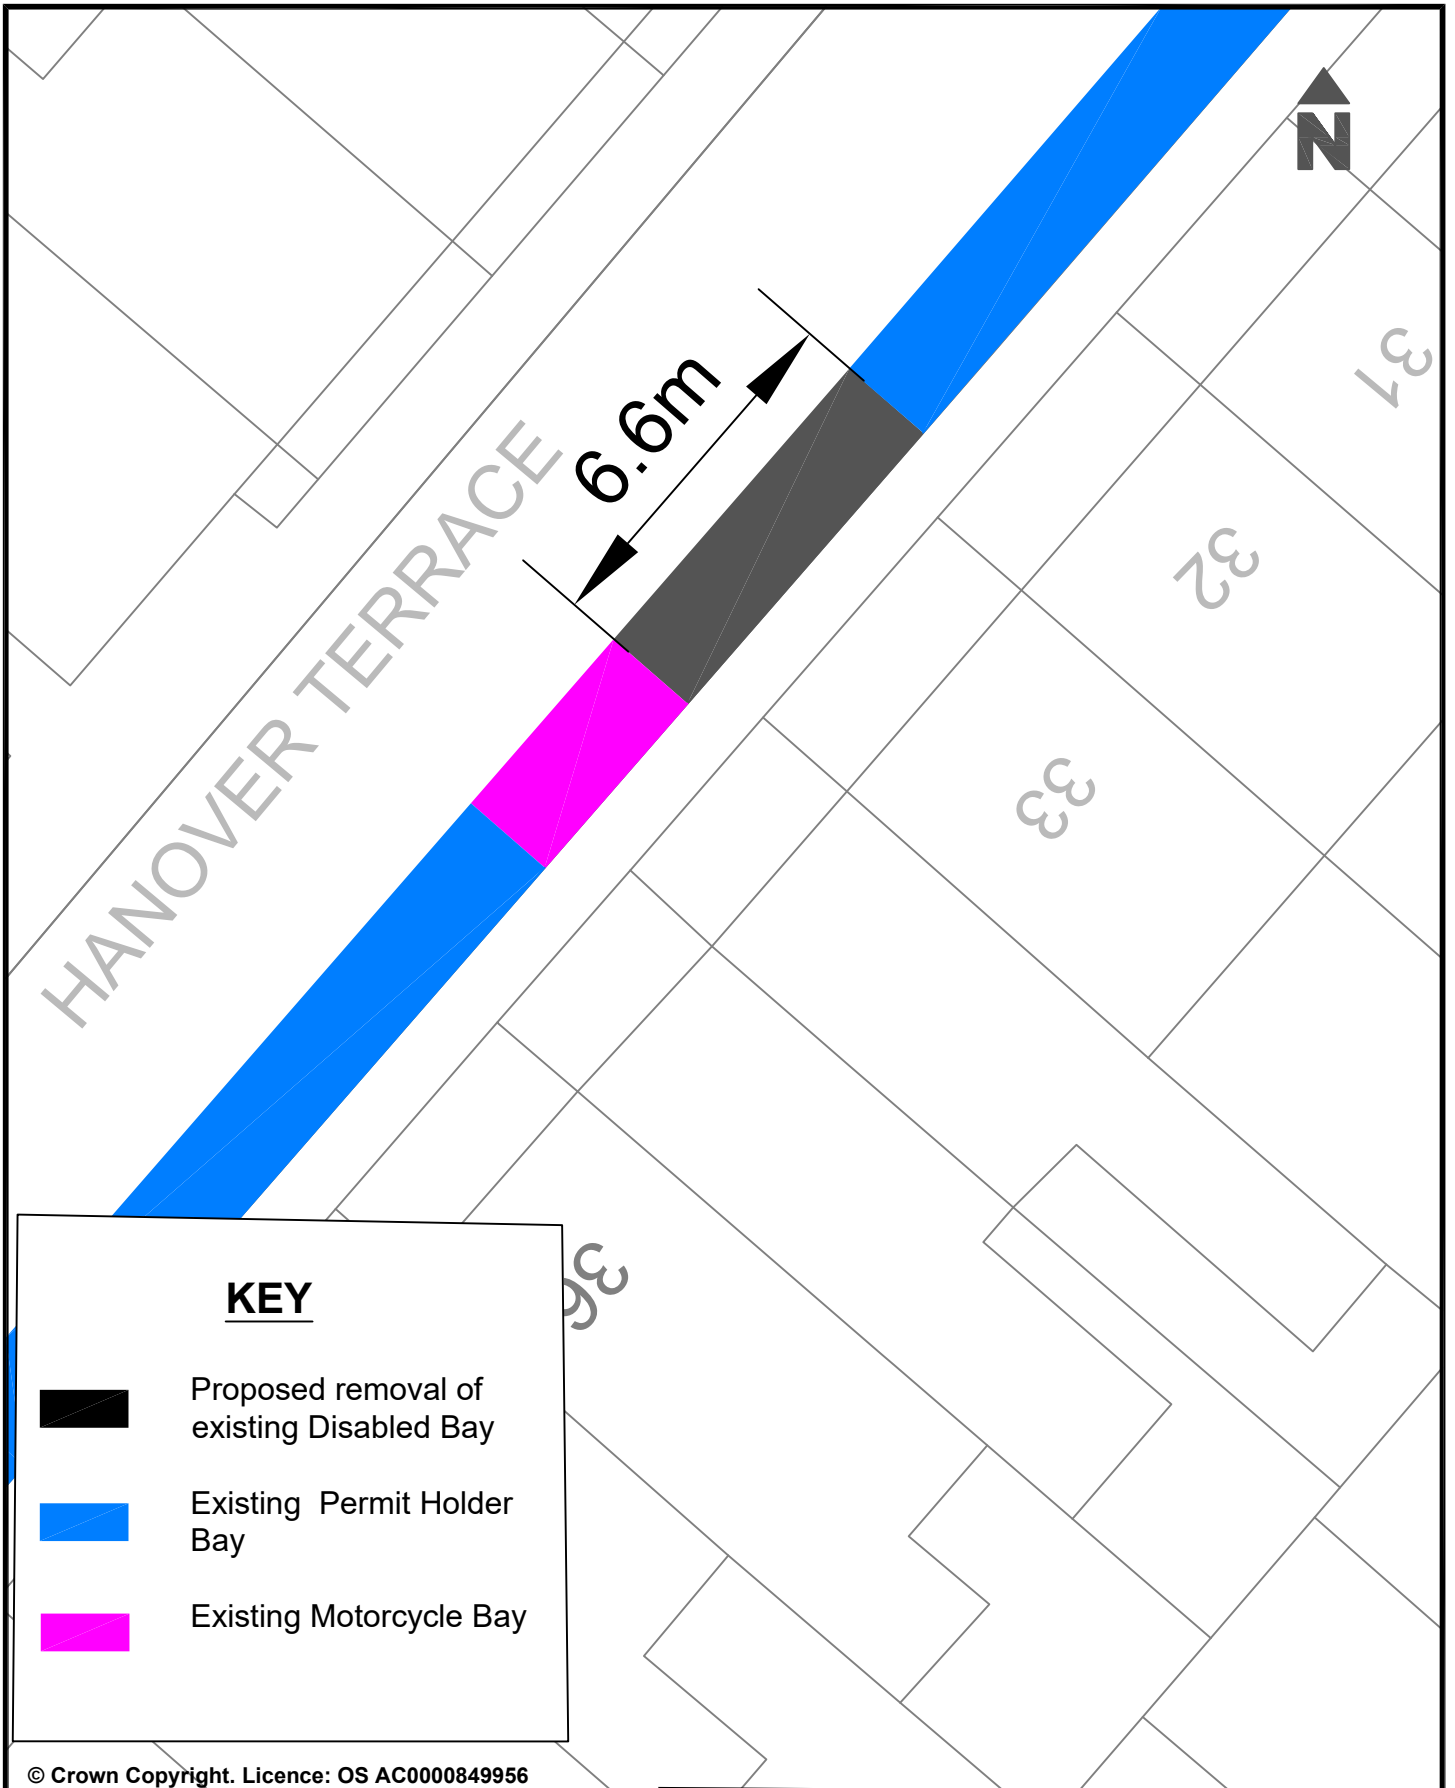 N
31
6.6m
HANOVER TERRACE
32
33
36
KEY
Proposed removal of
existing Disabled Bay
Existing  Permit Holder
Bay
Existing Motorcycle Bay
© Crown Copyright. Licence: OS AC0000849956